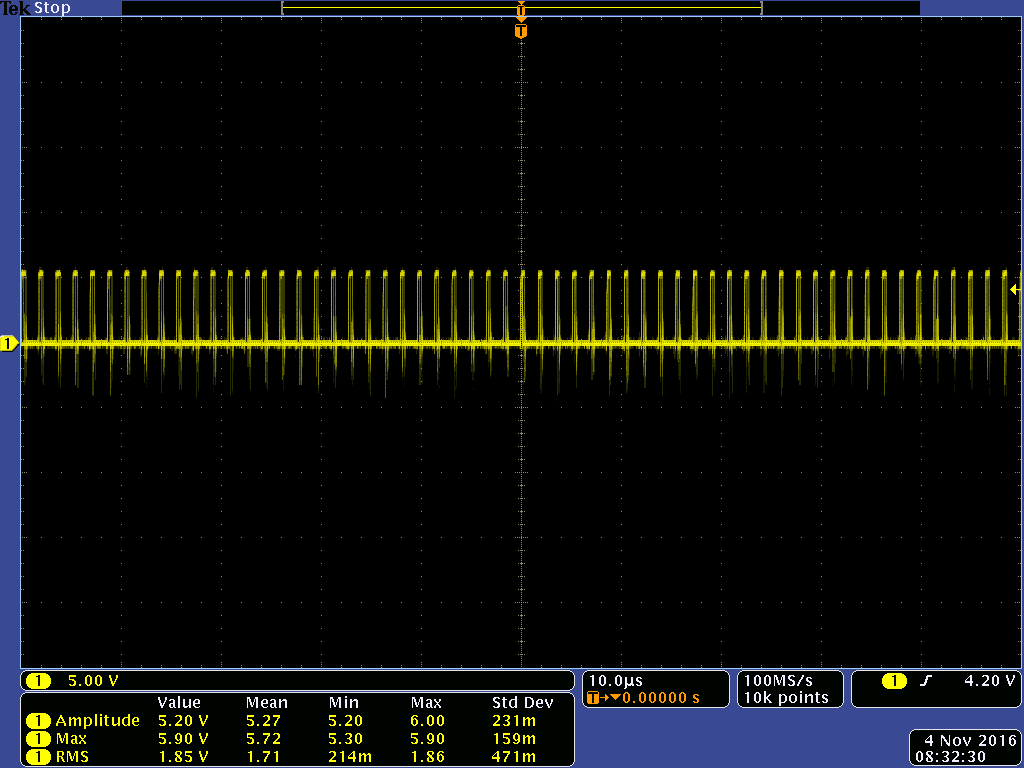 Tek Stop
T
T
1
1 5.00 V
10.0µs
T→▼0.00000 s
100MS/s
10k points
1 4.20 V
Value Mean Min Max Std Dev
1 Amplitude 5.20 V 5.27 5.20 6.00 231m
1 Max 5.90 V 5.72 5.30 5.90 159m
1 RMS 1.85 V 1.71 214m 1.86 471m
4 Nov 2016
08:32:30